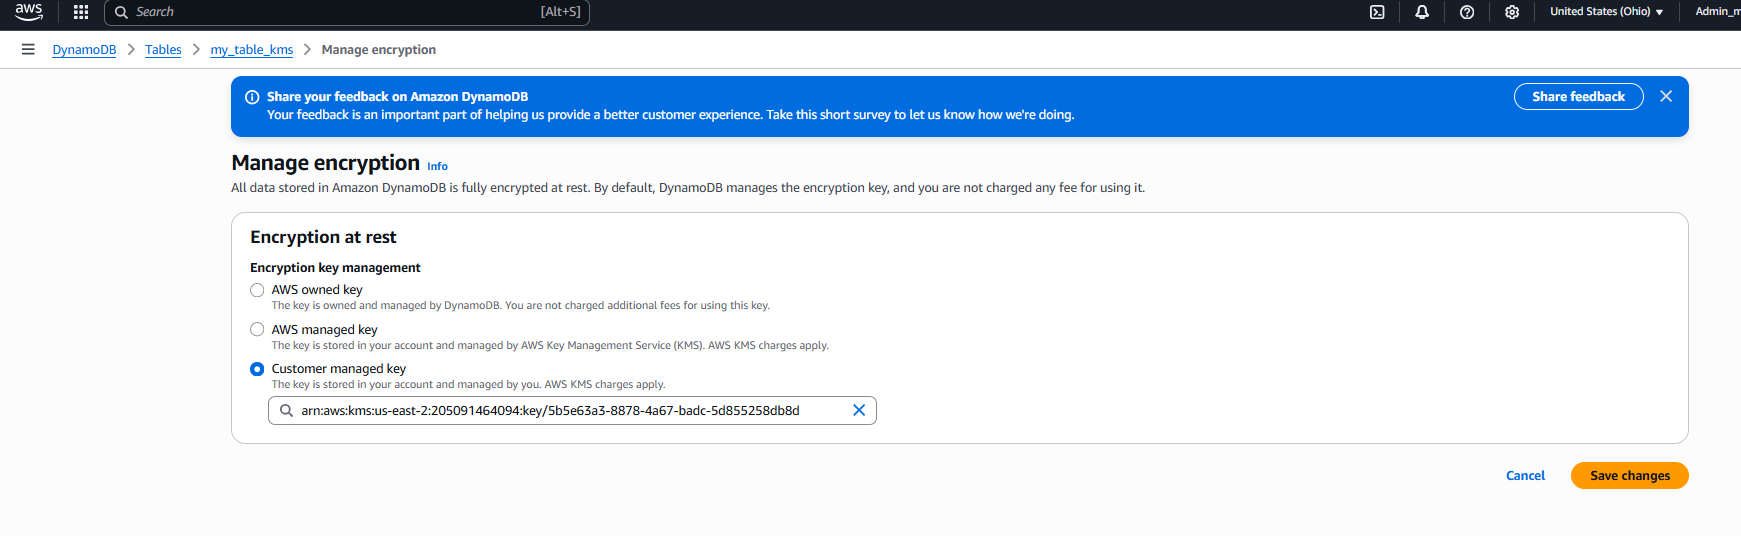 aws
Search
[Alt+S]
United States (Ohio)
Admin_m
DynamoDB
Tables
my_table_kms
Manage encryption
Share your feedback on Amazon DynamoDB
Your feedback is an important part of helping us provide a better customer experience. Take this short survey to let us know how we're doing.
Share feedback
Manage encryption Info
All data stored in Amazon DynamoDB is fully encrypted at rest. By default, DynamoDB manages the encryption key, and you are not charged any fee for using it.
Encryption at rest
Encryption key management
AWS owned key
The key is owned and managed by DynamoDB. You are not charged additional fees for using this key.
AWS managed key
The key is stored in your account and managed by AWS Key Management Service (KMS). AWS KMS charges apply.
Customer managed key
The key is stored in your account and managed by you. AWS KMS charges apply.
arn:aws:kms:us-east-2:205091464094:key/5b5e63a3-8878-4a67-badc-5d855258db8d
Cancel
Save changes